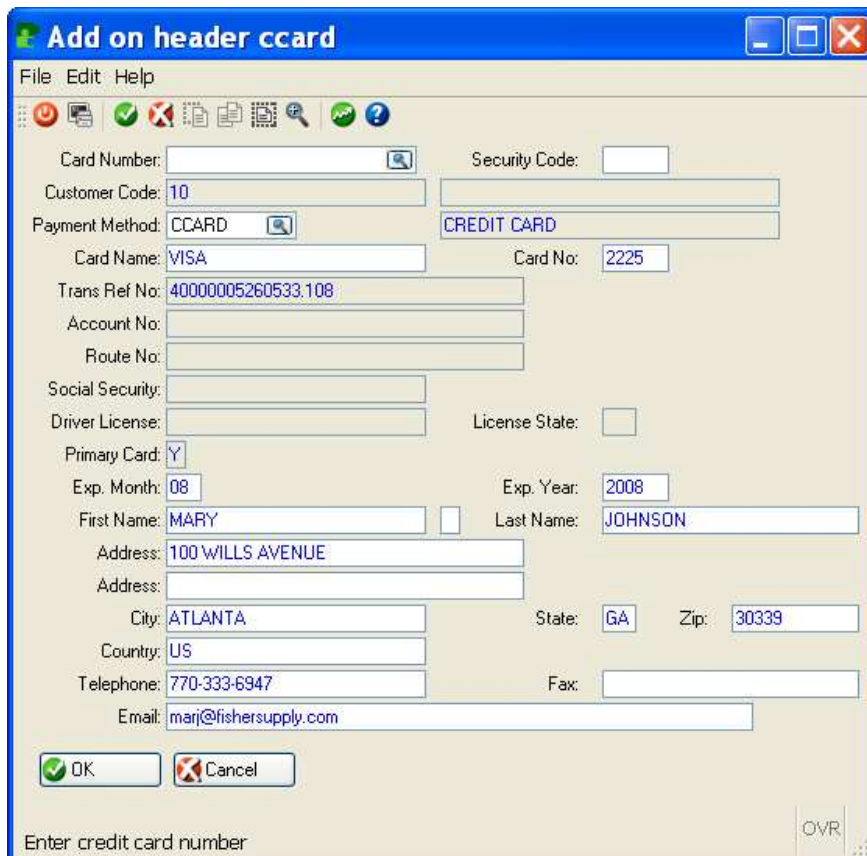 Add on header ccard
File Edit Help
Card Number: Security Code:
Customer Code: 10
Payment Method: CCARD CREDIT CARD
Card Name: VISA Card No: 2225
Trans Ref No: 40000005260533.108
Account No:
Route No:
Social Security:
Driver License: License State:
Primary Card: Y
Exp. Month: 08 Exp. Year: 2008
First Name: MARY Last Name: JOHNSON
Address: 100 WILLS AVENUE
Address:
City: ATLANTA State: GA Zip: 30339
Country: US
Telephone: 770-333-6947 Fax:
Email: marj@fishersupply.com
OK Cancel
Enter credit card number OVR